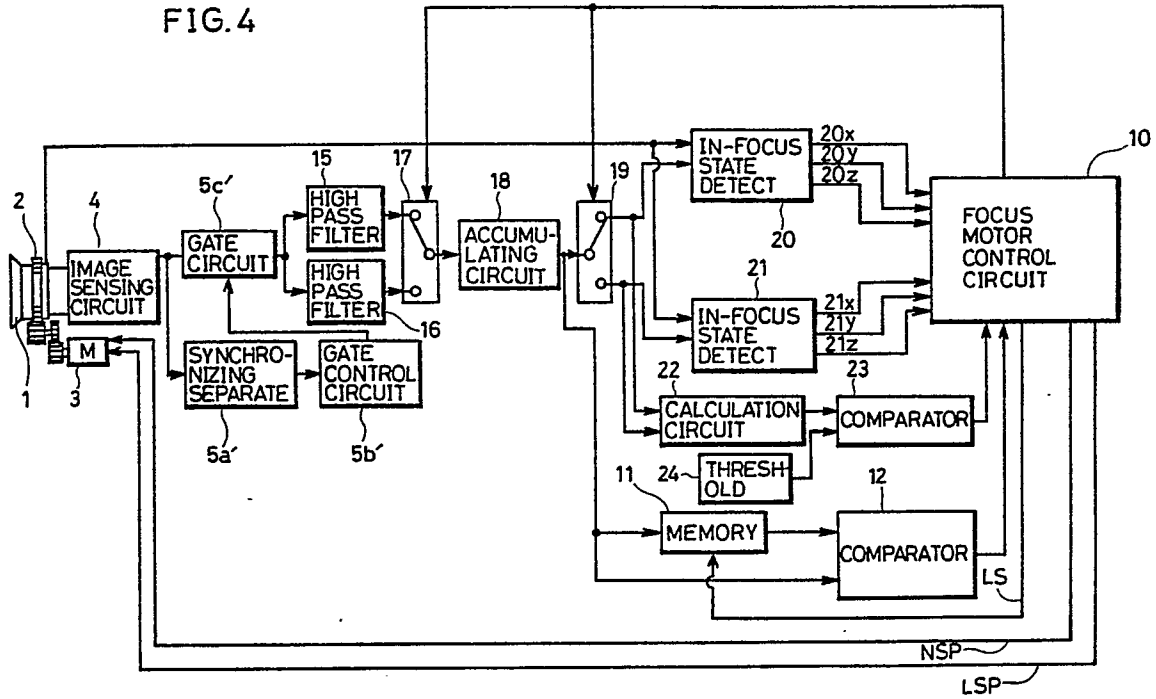 FIG.4
10
20x
20y
20z
IN-FOCUS
STATE
DETECT
20
15
17
19
5c'
18
2
4
HIGH
PASS
FILTER
GATE
CIRCUIT
ACCUMU-
LATING
CIRCUIT
FOCUS
MOTOR
CONTROL
CIRCUIT
IMAGE
SENSING
CIRCUIT
HIGH
PASS
FILTER
16
21
21x
21y
21z
IN-FOCUS
STATE
DETECT
M
1
3
SYNCHRO-
NIZING
SEPARATE
5a'
GATE
CONTROL
CIRCUIT
5b'
22
23
CALCULATION
CIRCUIT
COMPARATOR
24
THRESH-
OLD
11
12
MEMORY
COMPARATOR
LS
NSP
LSP